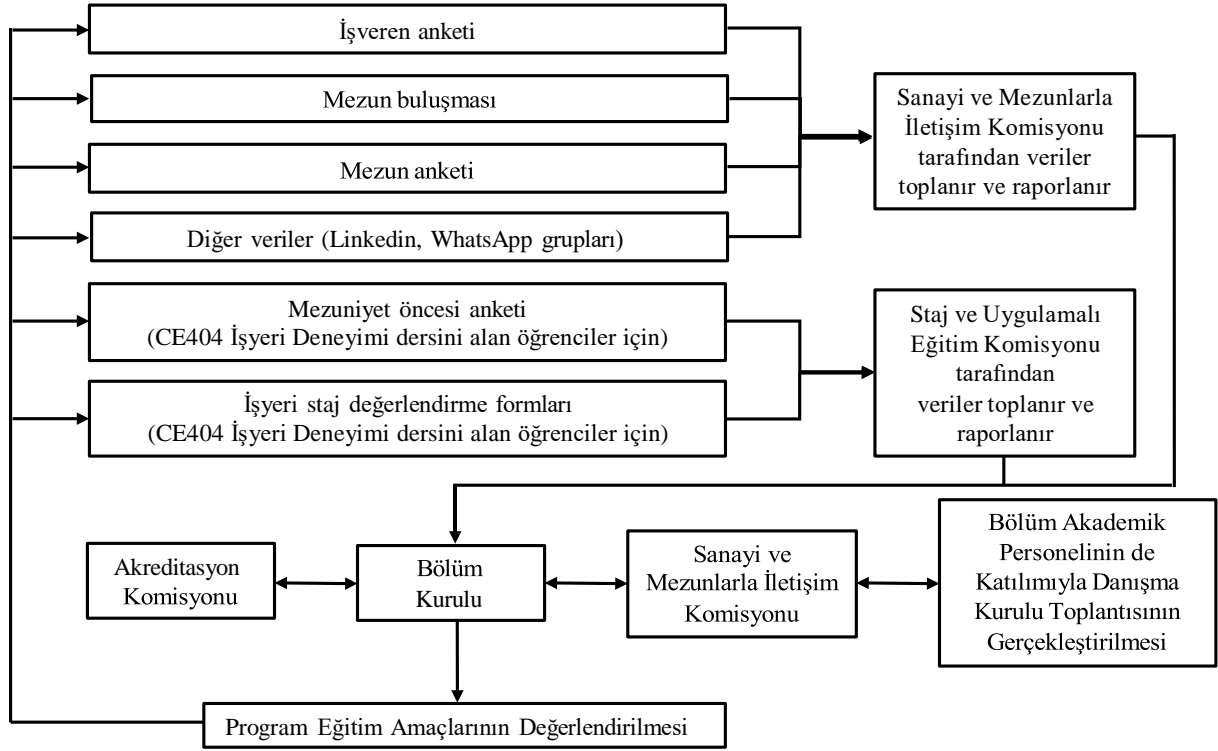 İşveren anketi
Mezun buluşması
Mezun anketi
Diğer veriler (Linkedin, WhatsApp grupları)
Sanayi ve Mezunlarla
İletişim Komisyonu
tarafından veriler
toplanır ve raporlanır
Mezuniyet öncesi anketi
(CE404 İşyeri Deneyimi dersini alan öğrenciler için)
İşyeri staj değerlendirme formları
(CE404 İşyeri Deneyimi dersini alan öğrenciler için)
Staj ve Uygulamalı
Eğitim Komisyonu
tarafından
veriler toplanır ve
raporlanır
Akreditasyon
Komisyonu
Bölüm
Kurulu
Sanayi ve
Mezunlarla İletişim
Komisyonu
Bölüm Akademik
Personelinin de
Katılımıyla Danışma
Kurulu Toplantısının
Gerçekleştirilmesi
Program Eğitim Amaçlarının Değerlendirilmesi